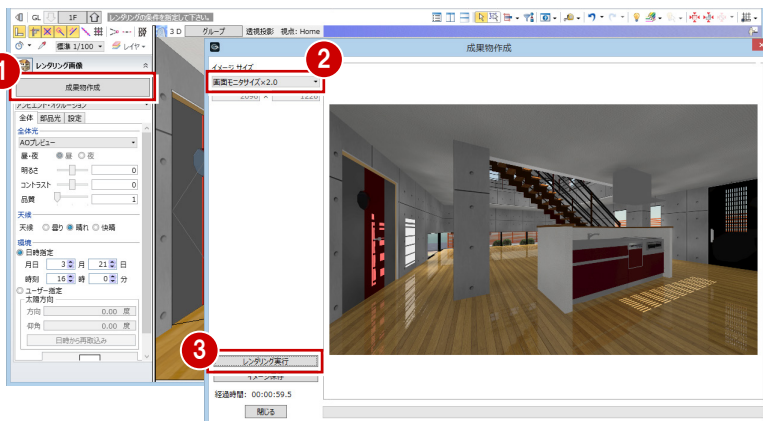 GL 1F レンダリングの条件を指定して下さい。
標準 1/100 レイヤ
3D グループ 透視投影 視点: Home
1
レンダリング画像
成果物作成
アンビエント・オクルージョン
全体 部品光 設定
全体光
AOプレビュー
昼・夜 昼 夜
明るさ 0
コントラスト 0
品質 1
天候
天候 曇り 晴れ 快晴
環境
日時指定
月日 3 月 21 日
時刻 16 時 0 分
ユーザー指定
太陽方向
方向 0.00 度
仰角 0.00 度
日時から再取込み
成果物作成
2
イメージ サイズ
画面モニタサイズ×2.0
2090 × 1220
3
レンダリング実行
イメージ保存
経過時間: 00:00:59.5
閉じる